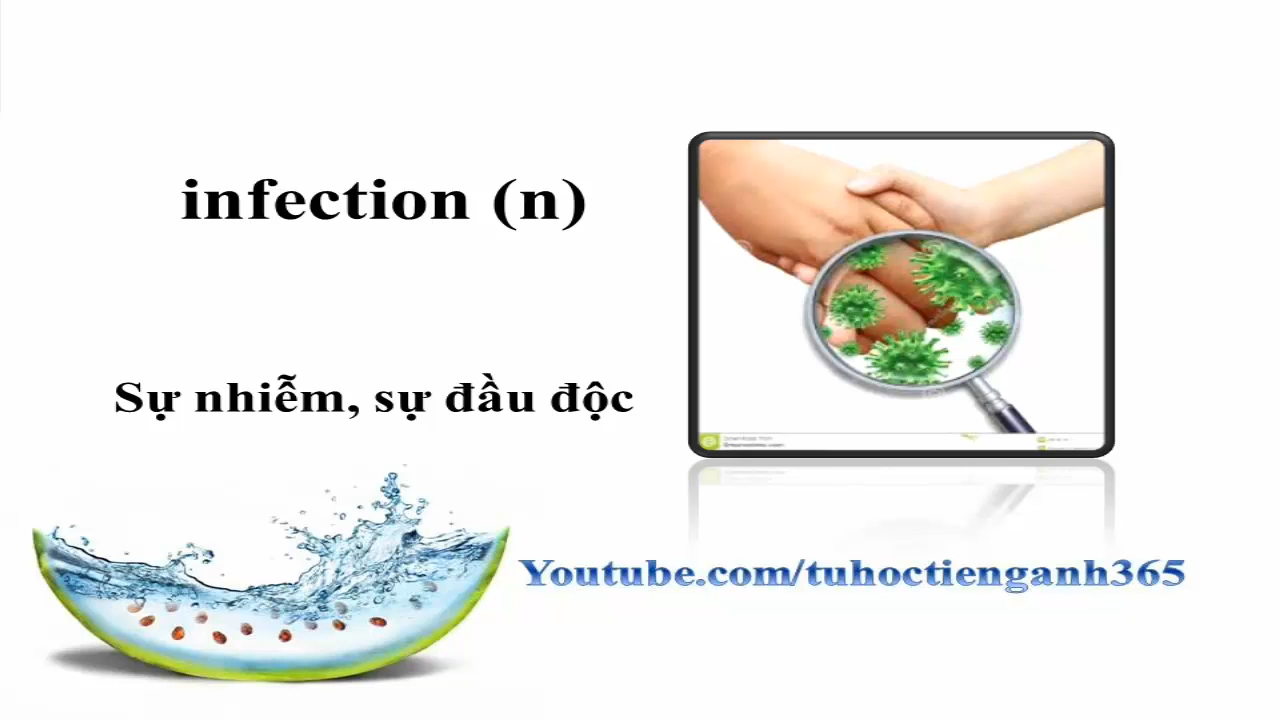 infection (n)
Sự nhiễm, sự đầu độc
Youtube.com/tuhoctienganh365